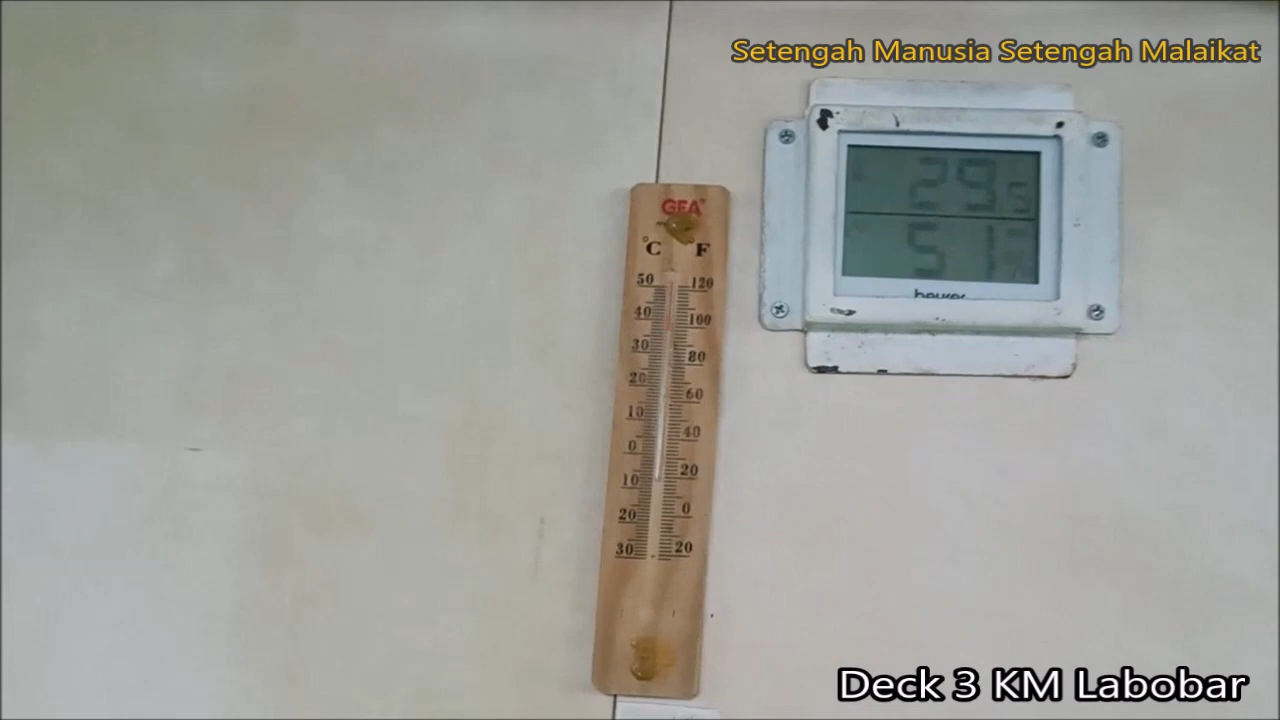 Setengah Manusia Setengah Malaikat
29.5
51
beurer
GEA®
°C F
50 120
40 100
30 80
20 60
10 40
0 20
10 0
20 20
30
Deck 3 KM Labobar